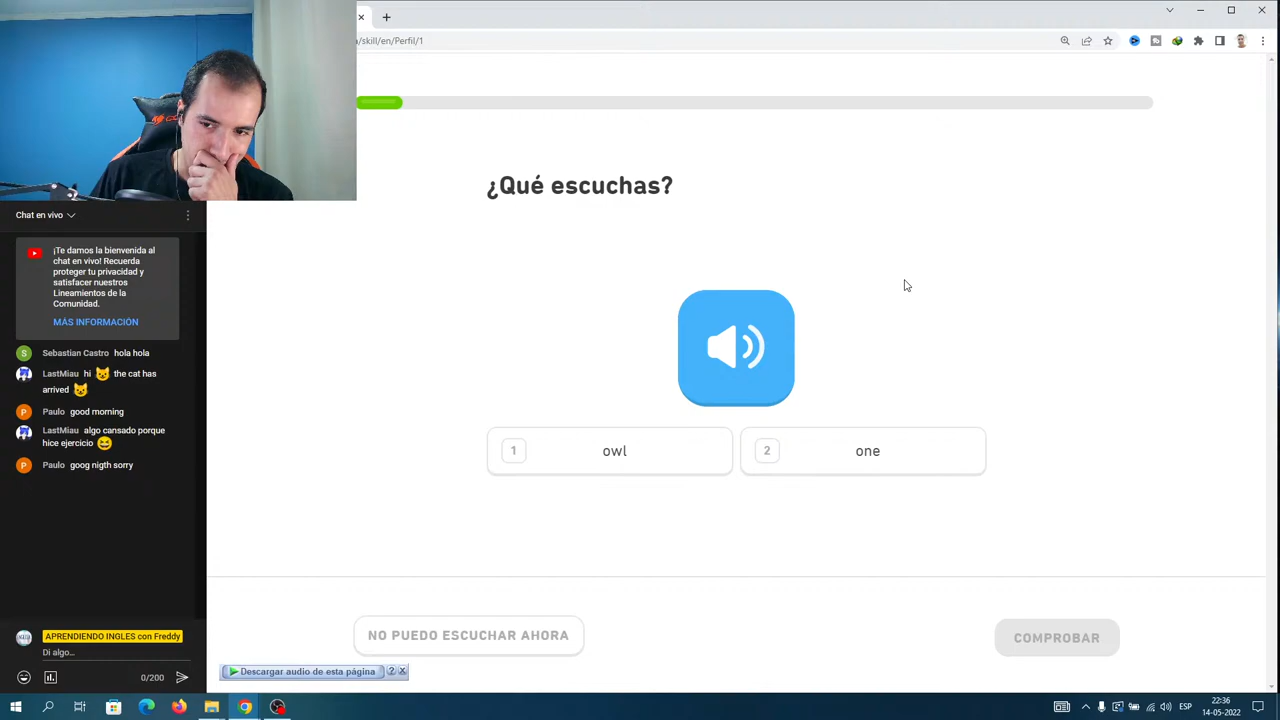 /skill/en/Perfil/1
¿Qué escuchas?
Chat en vivo
¡Te damos la bienvenida al
chat en vivo! Recuerda
proteger tu privacidad y
satisfacer nuestros
Lineamientos de la
Comunidad.
MÁS INFORMACIÓN
S Sebastian Castro hola hola
LastMiau hi 😺 the cat has
arrived 😺
P Paulo good morning
LastMiau algo cansado porque
hice ejercicio 😆
P Paulo goog nigth sorry
1 owl
2 one
APRENDIENDO INGLES con Freddy
Di algo...
0/200
NO PUEDO ESCUCHAR AHORA
COMPROBAR
Descargar audio de esta página ?
ESP
22:36
14-05-2022